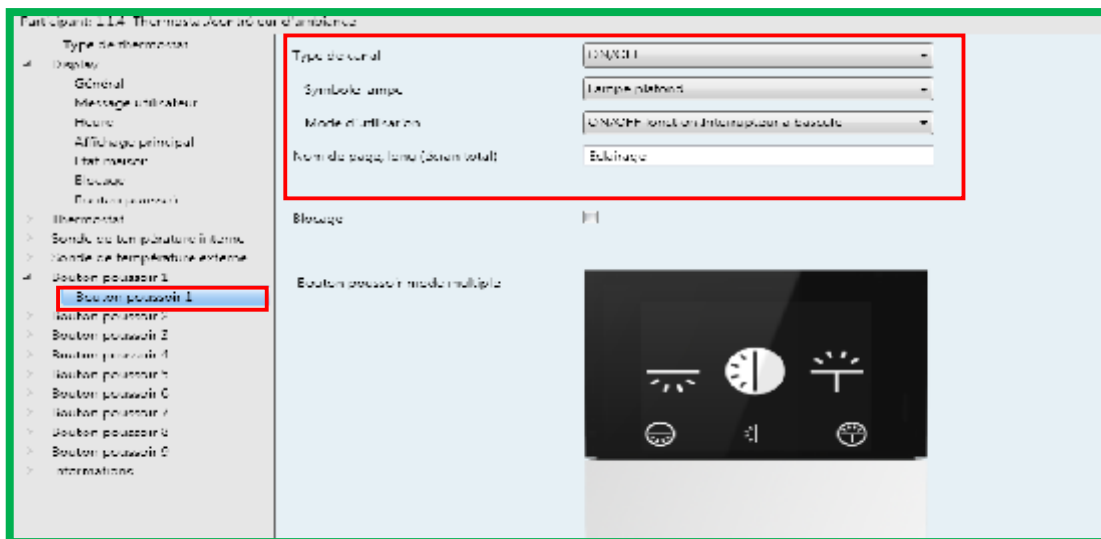 Participant: 1.1.4 Thermostat/contrôleur d'ambiance
Type de thermostat
Display
Général
Message utilisateur
Heure
Affichage principal
Etat maison
Blocage
Bouton poussoir
Thermostat
Sonde de température interne
Sonde de température externe
Bouton poussoir 1
Bouton poussoir 1
Bouton poussoir 2
Bouton poussoir 3
Bouton poussoir 4
Bouton poussoir 5
Bouton poussoir 6
Bouton poussoir 7
Bouton poussoir 8
Bouton poussoir 9
Informations
Type de canal
ON/OFF
Symbole lampe
Lampe plafond
Mode d'utilisation
ON/OFF fonction Interrupteur à bascule
Nom de page, long (écran total)
Eclairage
Blocage
Bouton poussoir mode multiple